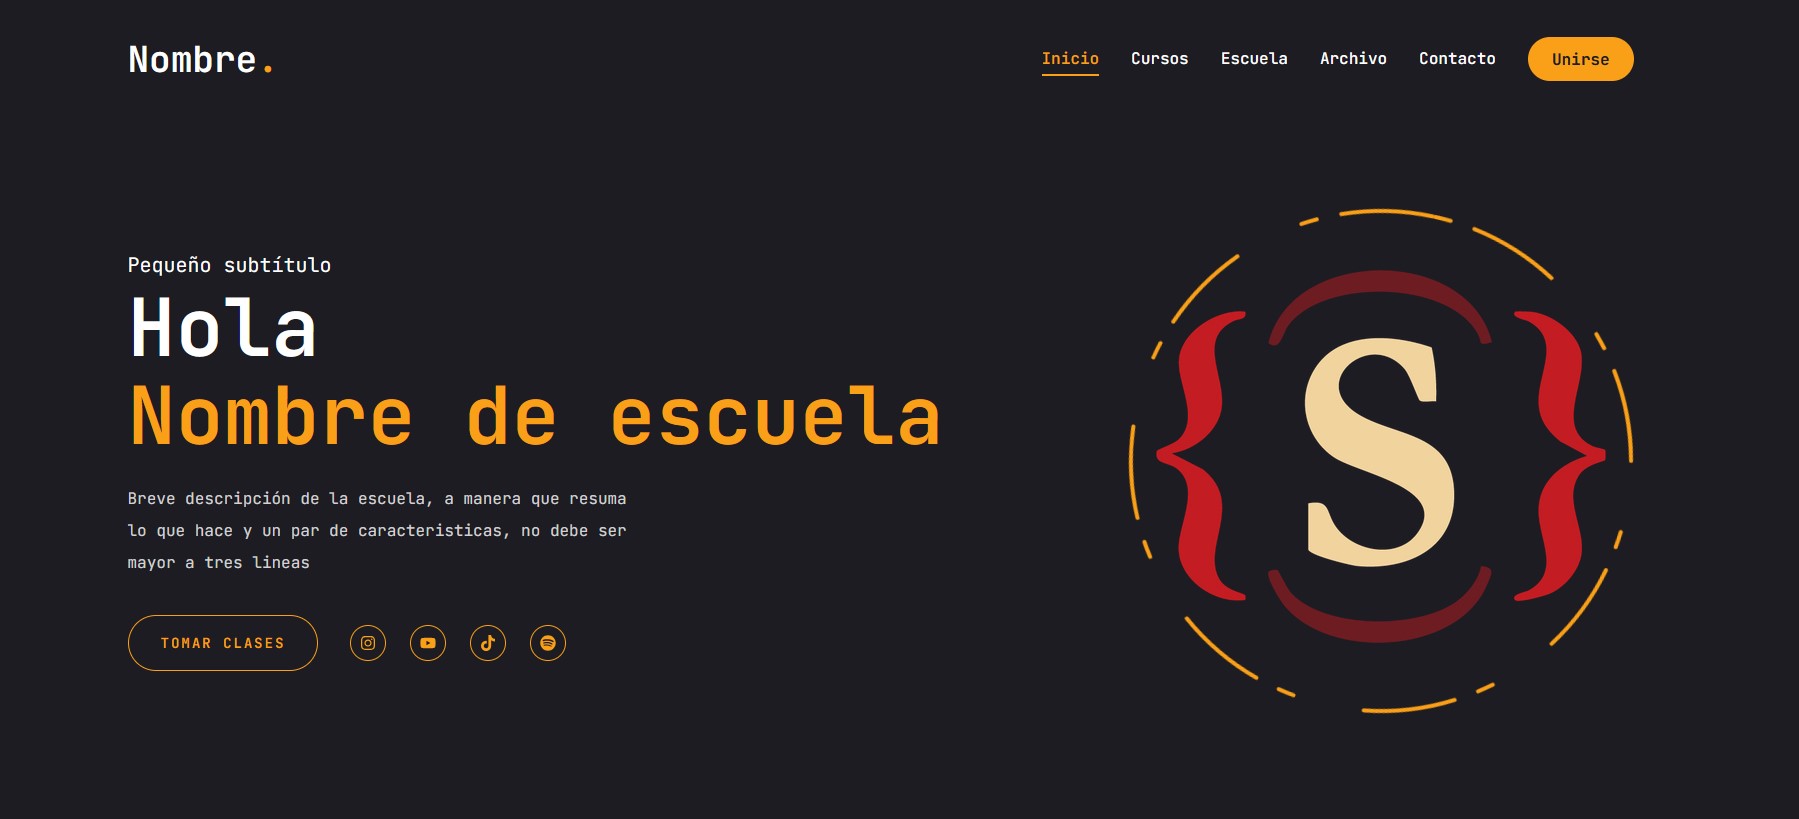 Nombre.
Inicio Cursos Escuela Archivo Contacto Unirse
Pequeño subtítulo
Hola
Nombre de escuela
Breve descripción de la escuela, a manera que resuma
lo que hace y un par de caracteristicas, no debe ser
mayor a tres lineas
TOMAR CLASES
{S}